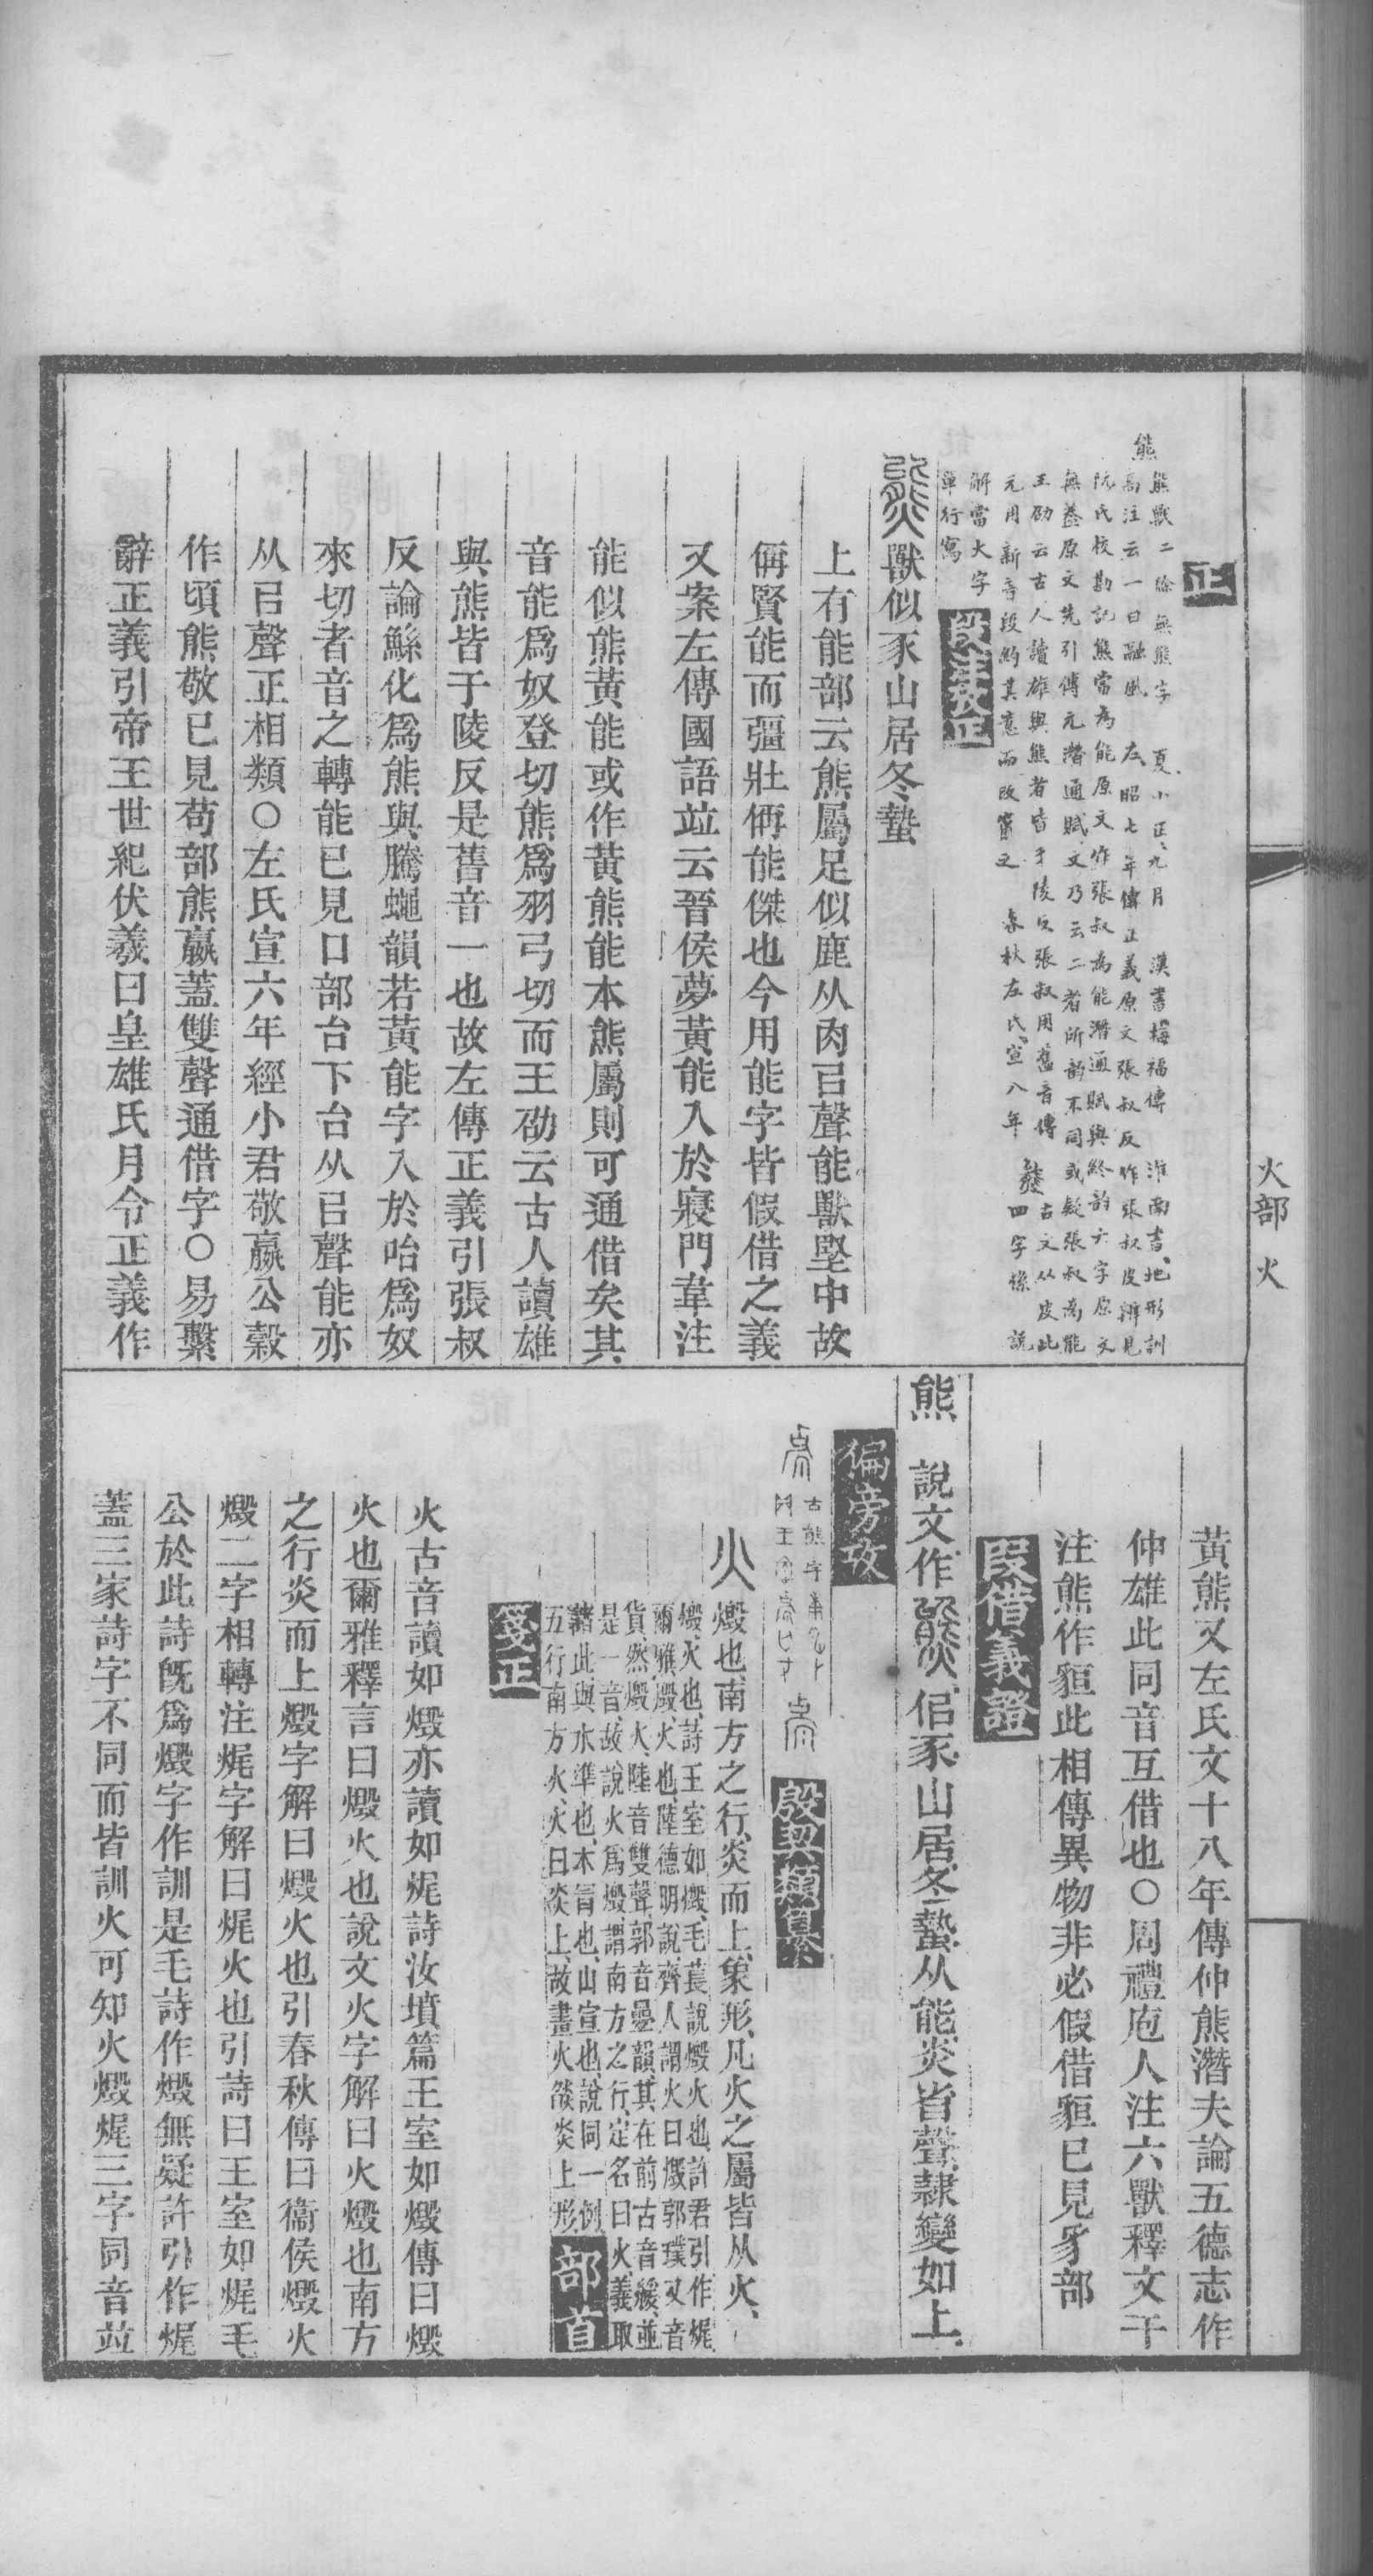 正
熊
熊獸二徐無熊字　夏小正九月　漢書梅福傳　淮南書地形訓
高注云一曰融風　左昭七年傳正義原文張叔反作張叔皮辨見
阮氏校勘記熊當為能原文作張叔為能潛通賦與終韵六字原文
無蓋原文先引傅元潛通賦文乃云二者所韵不同或疑張叔為能
王劭云古人讀雄與熊者皆于陵反張叔用舊音傅
元用新音段約其意而改竄之　春秋左氏宣八年
古文从皮此
四字像說
解當大字
單行寫
段注攷正
獸似豕山居冬蟄
上有能部云熊屬足似鹿从肉㠯聲能獸堅中故
偁賢能而彊壯偁能傑也今用能字皆假借之義
又案左傳國語竝云晉侯夢黃能入於寢門韋注
能似熊黃能或作黃熊能本熊屬則可通借矣其
音能爲奴登切熊爲羽弓切而王劭云古人讀雄
與熊皆于陵反是舊音一也故左傳正義引張叔
反論鯀化爲熊與騰蠅韻若黃能字入於咍爲奴
來切者音之轉能已見口部台下台从㠯聲能亦
从㠯聲正相類○左氏宣六年經小君敬嬴公穀
作頃熊敬已見茍部熊嬴蓋雙聲通借字○易繫
辭正義引帝王世紀伏羲曰皇雄氏月令正義作
火部　火
黃熊又左氏文十八年傳仲熊潛夫論五德志作
仲雄此同音互借也○周禮庖人注六獸釋文干
注熊作貆此相傳異物非必假借貆已見豸部
叚借義證
熊　說文作熊、佀豕、山居、冬蟄、从能、炎省聲、隷變如上、
偏旁攷
古熊字
殷契類纂
火
燬也、南方之行、炎而上、象形、凡火之屬皆从火、
燬、火也、詩王室如燬、毛萇說燬火也、許君引作烜
爾雅、燬、火也、陸德明說、齊人謂火曰燬、郭璞又音
貨、然燬火、陸音雙聲、郭音曡韻、其在前古音緩、並
是一音、故說火爲燬、謂南方之行、定名曰火、義取
諸此、與水準也、木冒也、山宣也、說同一例
五行南方火、火曰炎上、故畫火燄炎上形、
部首
爰正
火古音讀如燬亦讀如烜詩汝墳篇王室如燬傳曰燬
火也爾雅釋言曰燬火也說文火字解曰火燬也南方
之行炎而上燬字解曰燬火也引春秋傳曰衞侯燬火
燬二字相轉注烜字解曰烜火也引詩曰王室如烜毛
公於此詩旣爲燬字作訓是毛詩作燬無疑許引作烜
蓋三家詩字不同而皆訓火可知火燬烜三字同音竝